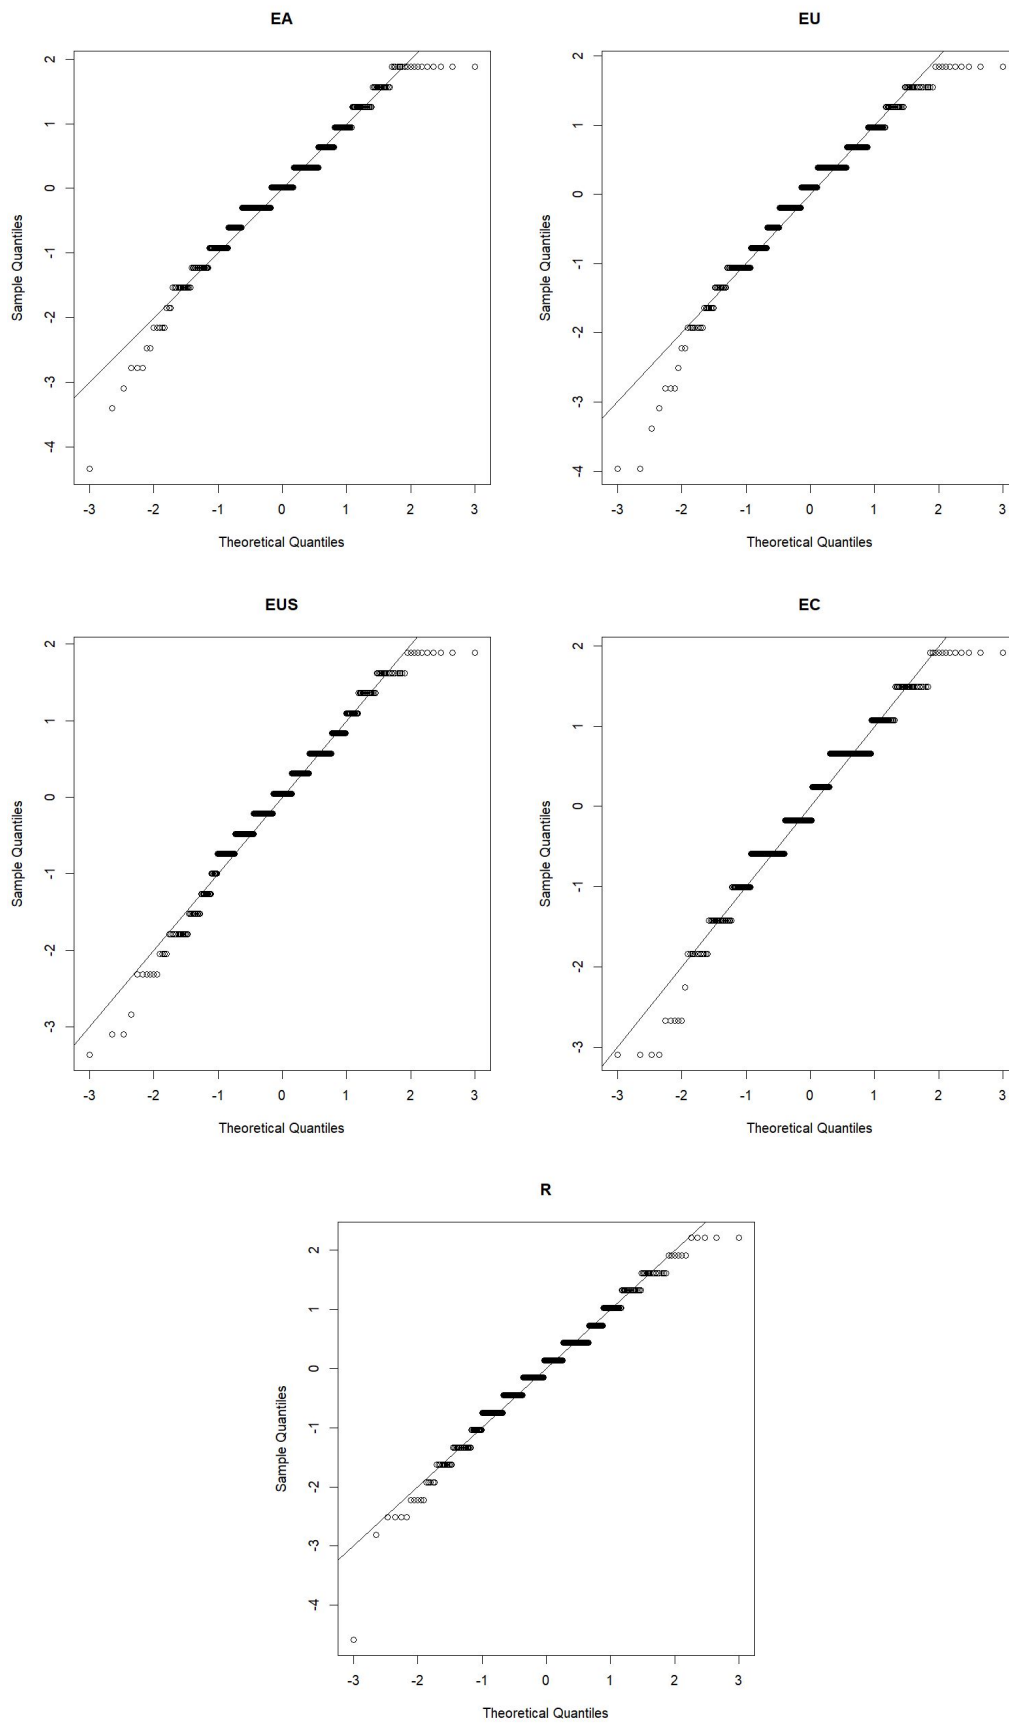 EA
2
1
0
-1
-2
-3
-4
Sample Quantiles
-3 -2 -1 0 1 2 3
Theoretical Quantiles
EU
2
1
0
-1
-2
-3
-4
Sample Quantiles
-3 -2 -1 0 1 2 3
Theoretical Quantiles
EUS
2
1
0
-1
-2
-3
Sample Quantiles
-3 -2 -1 0 1 2 3
Theoretical Quantiles
EC
2
1
0
-1
-2
-3
Sample Quantiles
-3 -2 -1 0 1 2 3
Theoretical Quantiles
R
2
1
0
-1
-2
-3
-4
Sample Quantiles
-3 -2 -1 0 1 2 3
Theoretical Quantiles